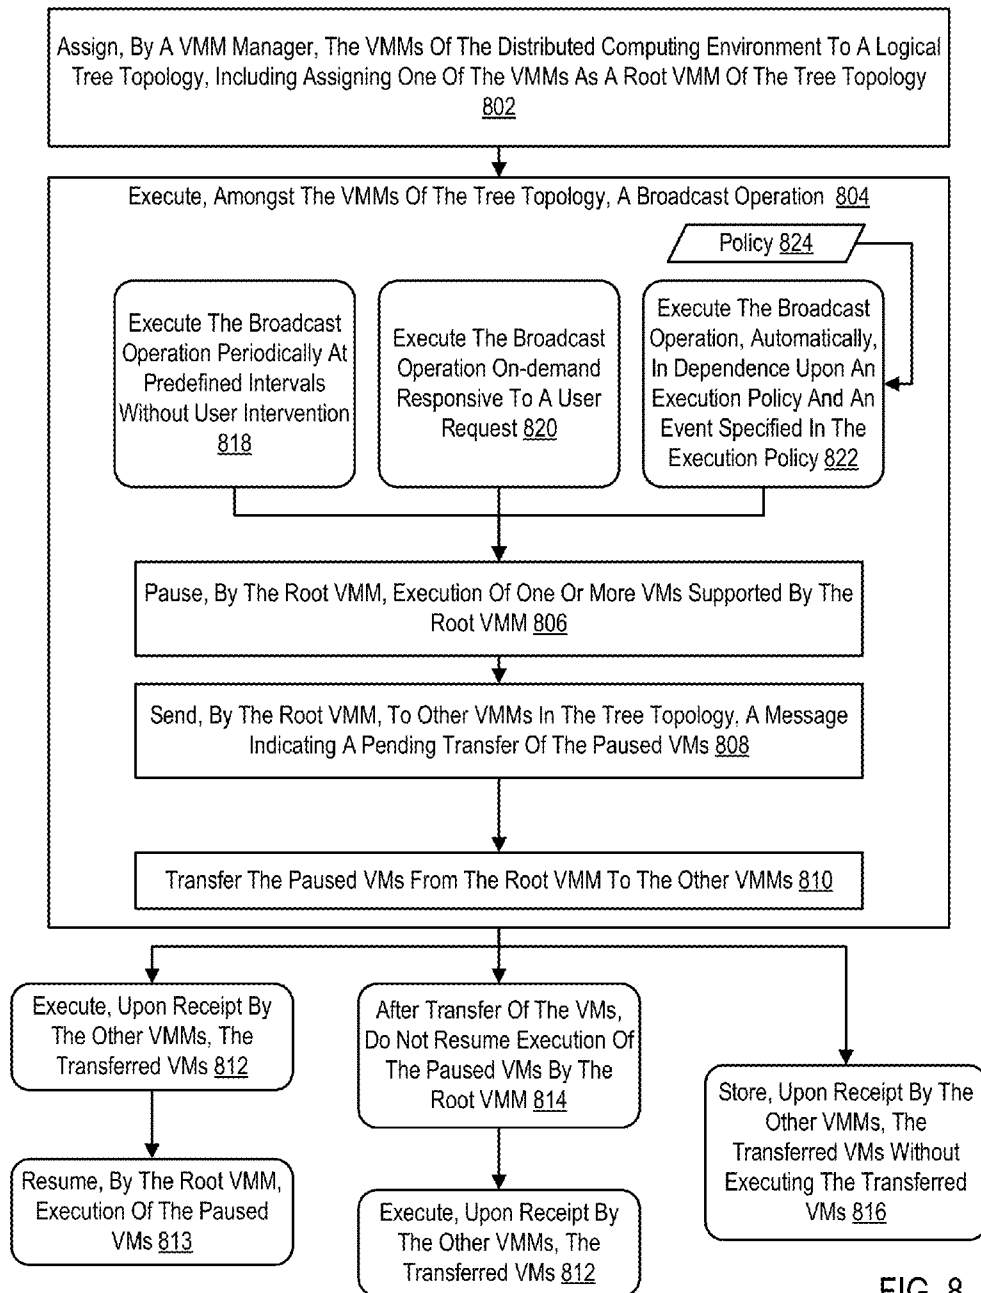 Assign, By A VMM Manager, The VMMs Of The Distributed Computing Environment To A Logical
Tree Topology, Including Assigning One Of The VMMs As A Root VMM Of The Tree Topology
802
Execute, Amongst The VMMs Of The Tree Topology, A Broadcast Operation 804
Policy 824
Execute The Broadcast
Operation Periodically At
Predefined Intervals
Without User Intervention
818
Execute The Broadcast
Operation On-demand
Responsive To A User
Request 820
Execute The Broadcast
Operation, Automatically,
In Dependence Upon An
Execution Policy And An
Event Specified In The
Execution Policy 822
Pause, By The Root VMM, Execution Of One Or More VMs Supported By The
Root VMM 806
Send, By The Root VMM, To Other VMMs In The Tree Topology, A Message
Indicating A Pending Transfer Of The Paused VMs 808
Transfer The Paused VMs From The Root VMM To The Other VMMs 810
Execute, Upon Receipt By
The Other VMMs, The
Transferred VMs 812
Resume, By The Root VMM,
Execution Of The Paused
VMs 813
After Transfer Of The VMs,
Do Not Resume Execution Of
The Paused VMs By The
Root VMM 814
Execute, Upon Receipt By
The Other VMMs, The
Transferred VMs 812
Store, Upon Receipt By The
Other VMMs, The
Transferred VMs Without
Executing The Transferred
VMs 816
FIG. 8